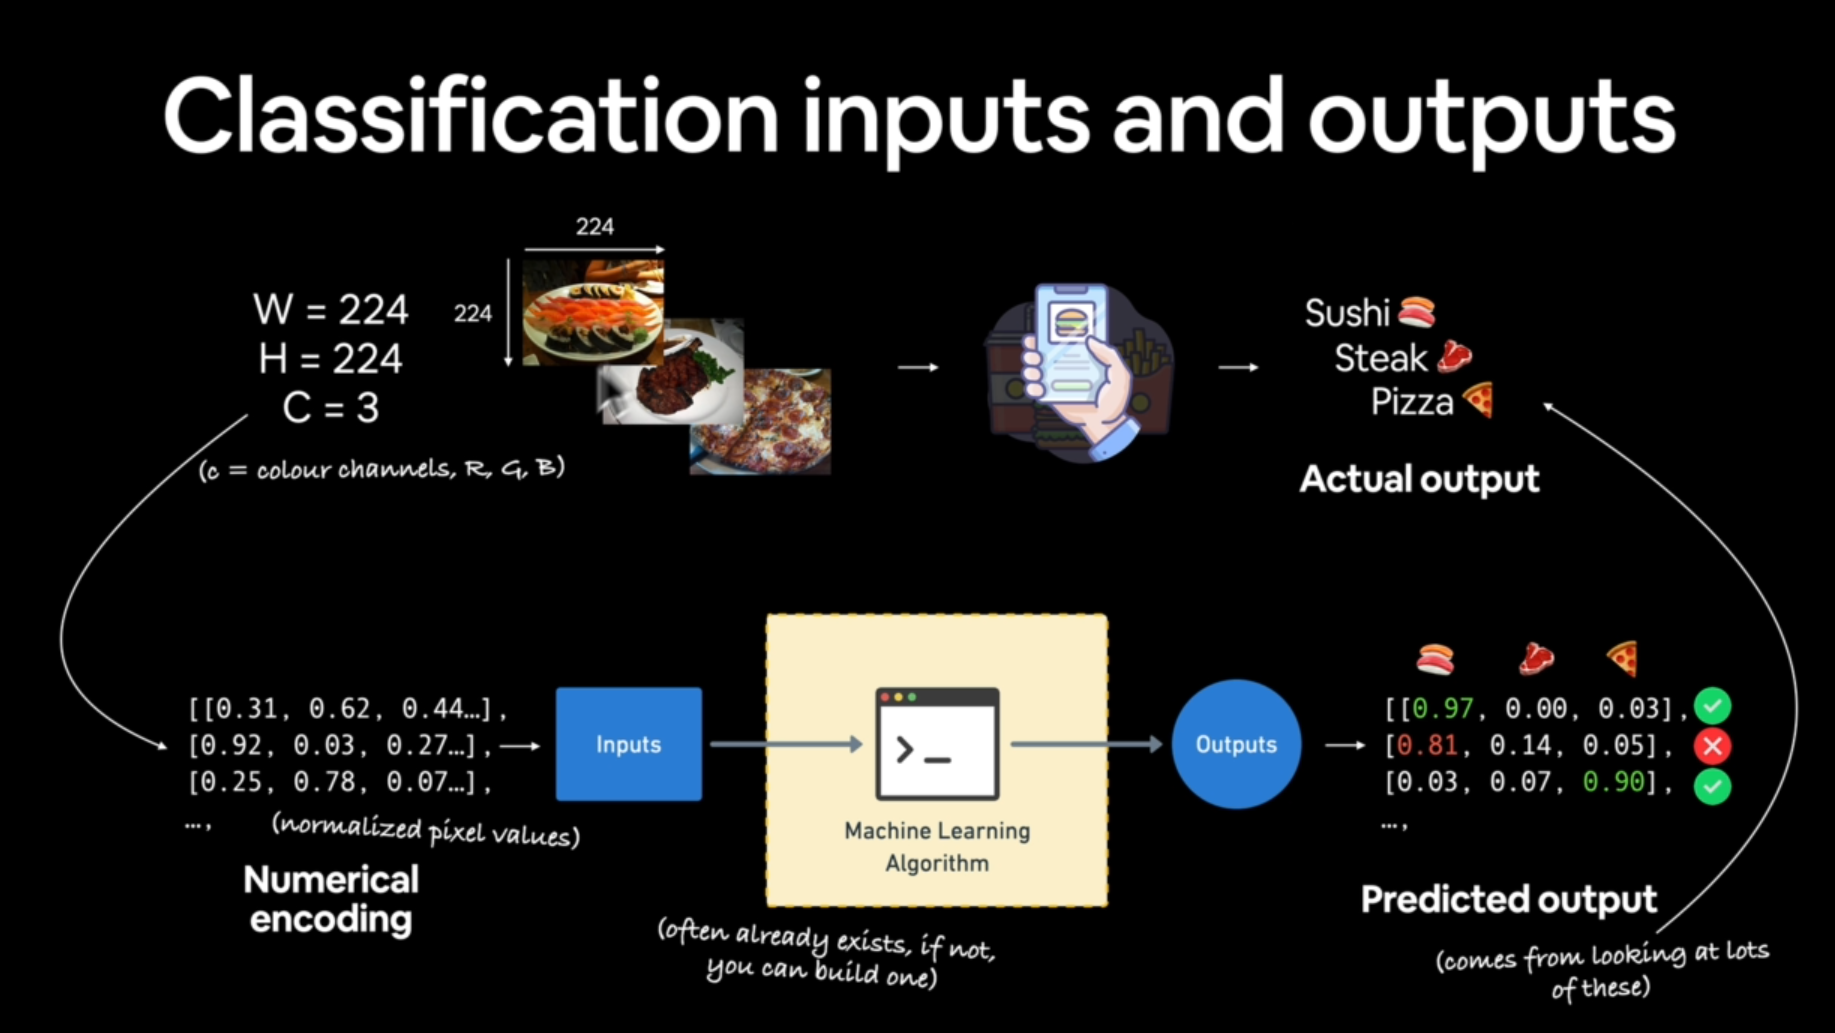 Classification inputs and outputs
224
224
W = 224
H = 224
C = 3
(c = colour channels, R, G, B)
Sushi
Steak
Pizza
Actual output
[[0.31, 0.62, 0.44…],
[0.92, 0.03, 0.27…],
[0.25, 0.78, 0.07…],
…,
(normalized pixel values)
Numerical
encoding
Inputs
Machine Learning
Algorithm
(often already exists, if not,
you can build one)
Outputs
[[0.97, 0.00, 0.03],
[0.81, 0.14, 0.05],
[0.03, 0.07, 0.90],
…,
Predicted output
(comes from looking at lots
of these)